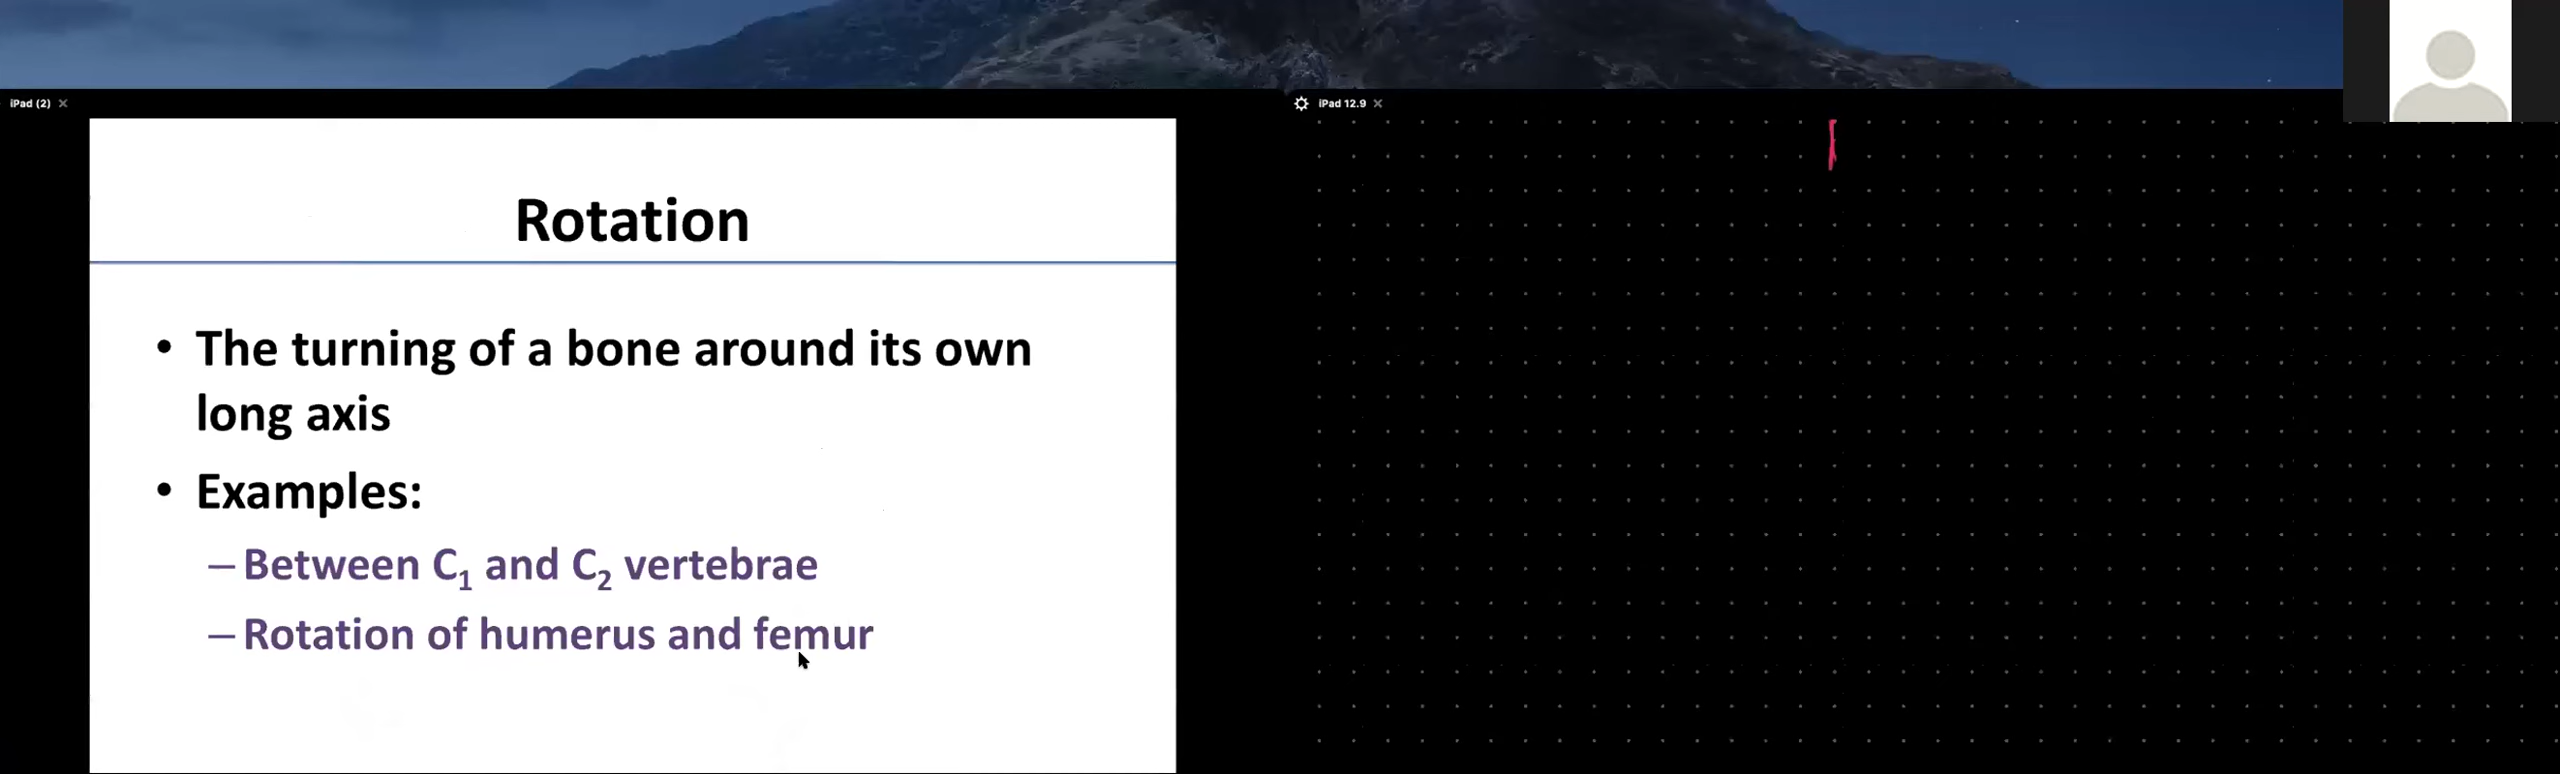 iPad (2) ×
iPad 12.9 ×
Rotation
• The turning of a bone around its own
long axis
• Examples:
– Between C₁ and C₂ vertebrae
– Rotation of humerus and femur